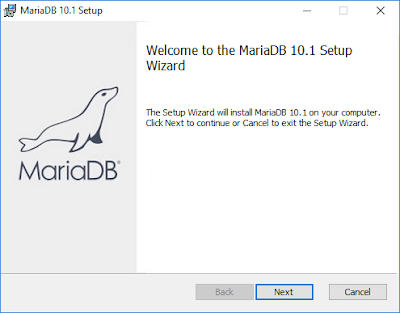 MariaDB 10.1 Setup
Welcome to the MariaDB 10.1 Setup
Wizard
The Setup Wizard will install MariaDB 10.1 on your computer.
Click Next to continue or Cancel to exit the Setup Wizard.
MariaDB®
Back
Next
Cancel